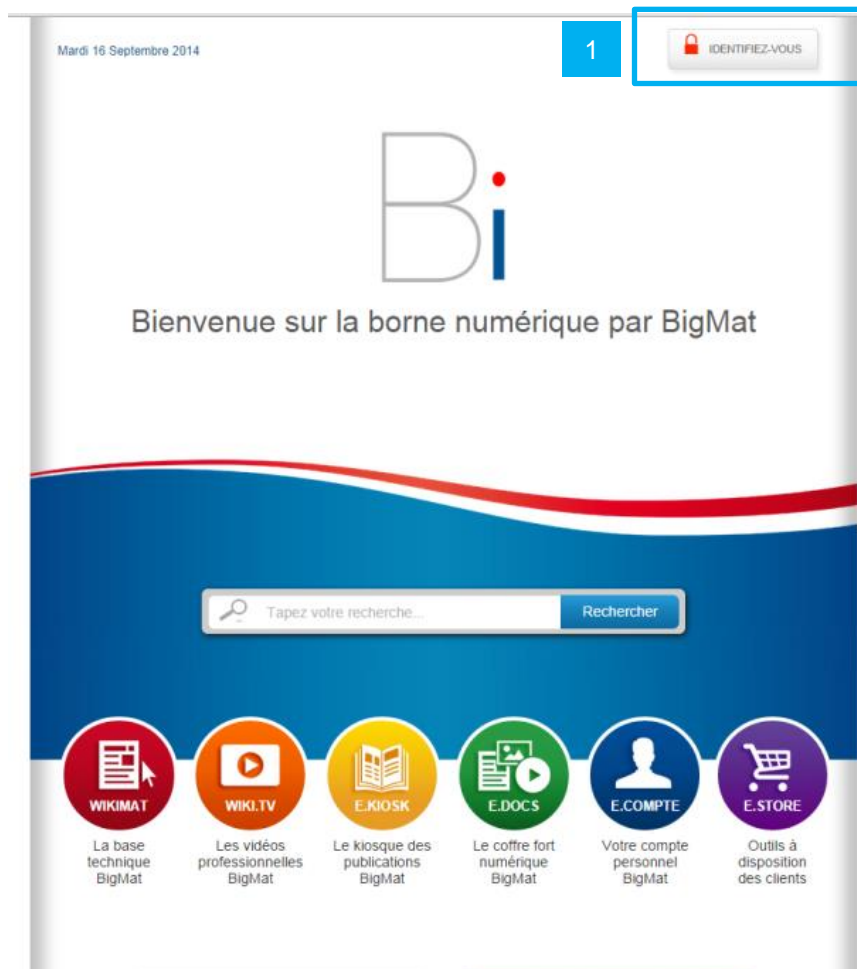 Mardi 16 Septembre 2014
1
IDENTIFIEZ-VOUS
Bi
Bienvenue sur la borne numérique par BigMat
Tapez votre recherche...
Rechercher
WIKIMAT
WIKI.TV
E.KIOSK
E.DOCS
E.COMPTE
E.STORE
La base
technique
BigMat
Les vidéos
professionnelles
BigMat
Le kiosque des
publications
BigMat
Le coffre fort
numérique
BigMat
Votre compte
personnel
BigMat
Outils à
disposition
des clients